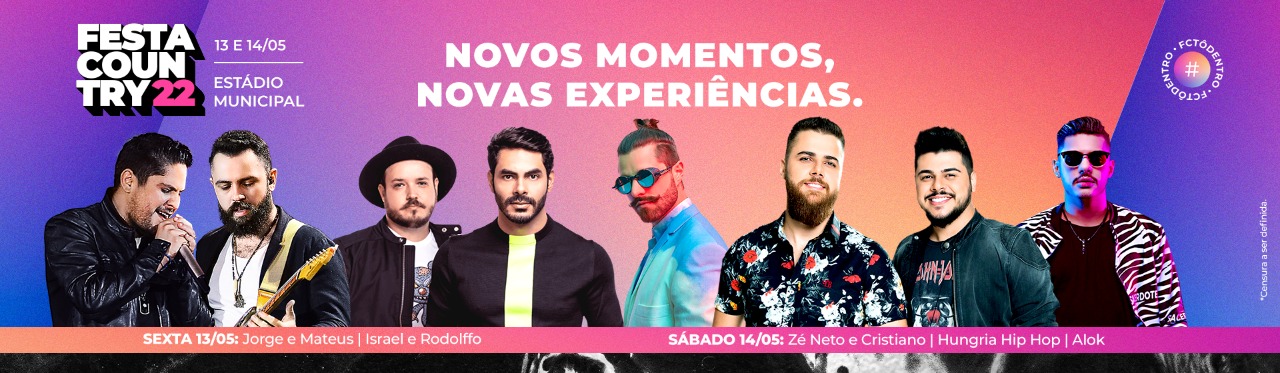 FESTA
COUN
TRY22
13 E 14/05
ESTÁDIO
MUNICIPAL
NOVOS MOMENTOS,
NOVAS EXPERIÊNCIAS.
FCTÔDENTRO • FCTÔDENTRO •
#
*Censura a ser definida.
SEXTA 13/05: Jorge e Mateus | Israel e Rodolffo
SÁBADO 14/05: Zé Neto e Cristiano | Hungria Hip Hop | Alok